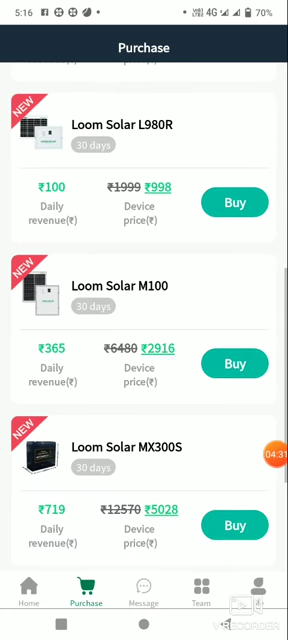 5:16 4G 70%
Purchase
NEW
Loom Solar L980R
30 days
₹100 ₹1999 ₹998 Buy
Daily revenue(₹) Device price(₹)
NEW
Loom Solar M100
30 days
₹365 ₹6480 ₹2916 Buy
Daily revenue(₹) Device price(₹)
NEW
Loom Solar MX300S
30 days
₹719 ₹12570 ₹5028 Buy
Daily revenue(₹) Device price(₹)
04:31
Home Purchase Message Team
VRECORDER